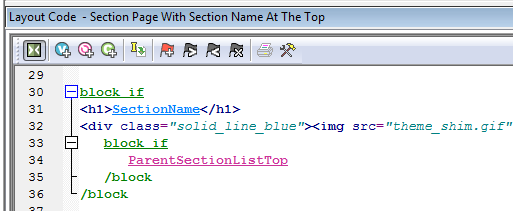 Layout Code - Section Page With Section Name At The Top
29
30 block if
31 <h1>SectionName</h1>
32 <div class="solid_line_blue"><img src="theme_shim.gif"
33 block if
34 ParentSectionListTop
35 /block
36 /block